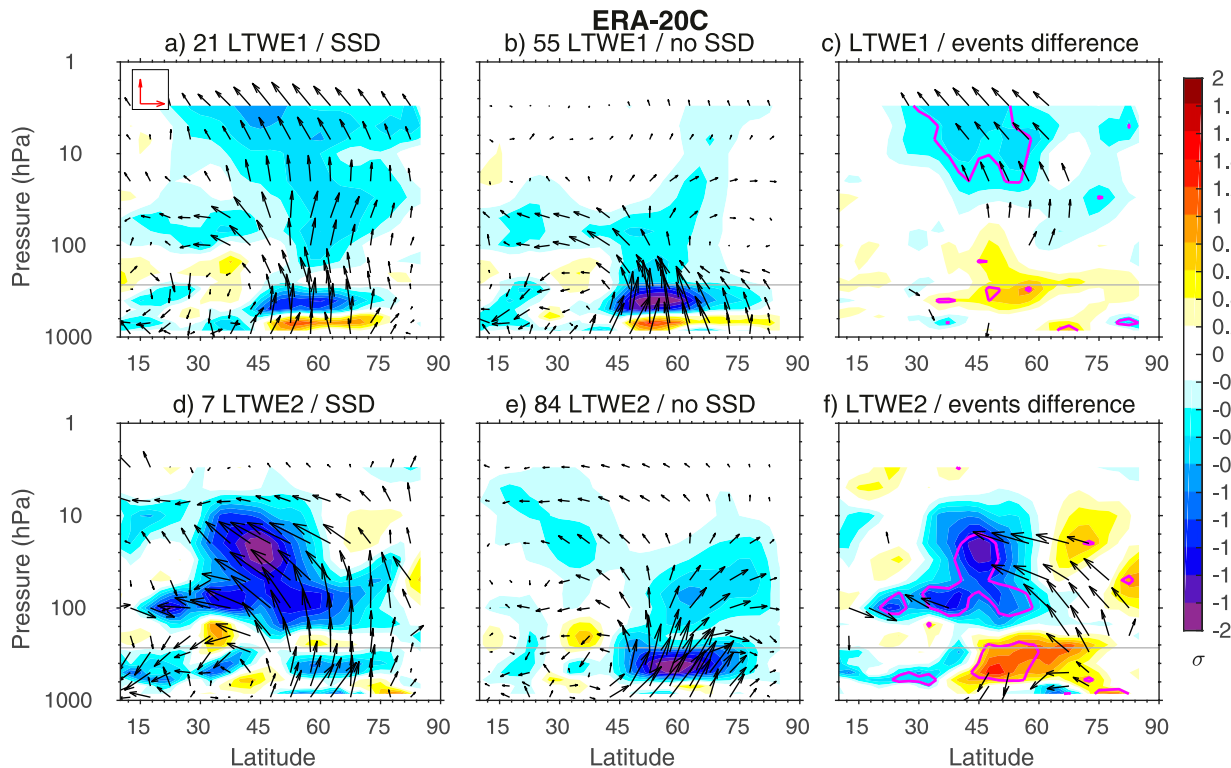 ERA-20C
a) 21 LTWE1 / SSD
b) 55 LTWE1 / no SSD
c) LTWE1 / events difference
Pressure (hPa)
1
10
100
1000
15 30 45 60 75 90
15 30 45 60 75 90
15 30 45 60 75 90
d) 7 LTWE2 / SSD
e) 84 LTWE2 / no SSD
f) LTWE2 / events difference
Pressure (hPa)
1
10
100
1000
15 30 45 60 75 90
15 30 45 60 75 90
15 30 45 60 75 90
Latitude
Latitude
Latitude
2
1.
1.
1.
1.
0.
0.
0.
0
-0
-0
-0
-1
-1
-1
-1
-2
σ